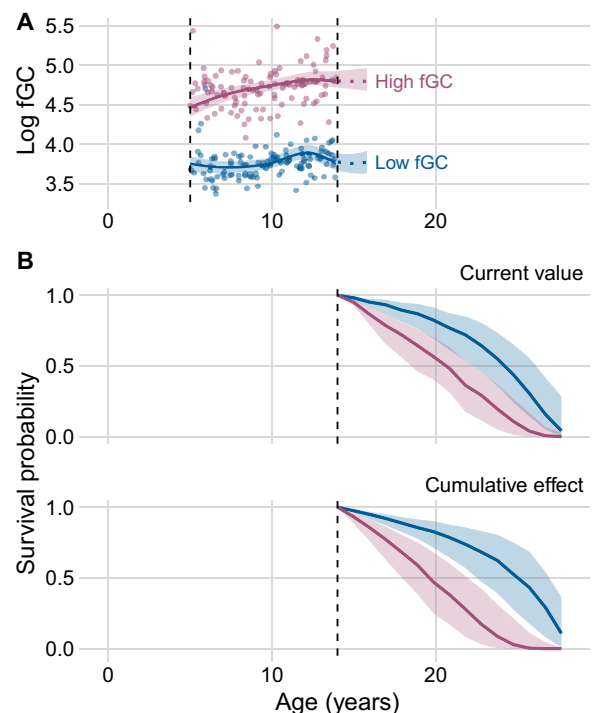 A
Log fGC
5.5
5.0
4.5
4.0
3.5
High fGC
Low fGC
0 10 20
B
Survival probability
Current value
1.0
0.5
0.0
Cumulative effect
1.0
0.5
0.0
0 10 20
Age (years)